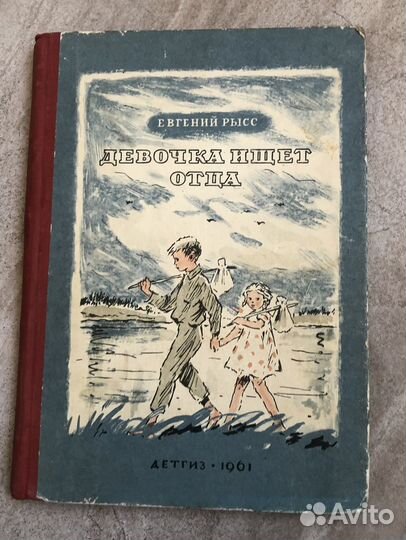 ЕВГЕНИЙ РЫСС
ДЕВОЧКА ИЩЕТ
ОТЦА
ДЕТГИЗ • 1961
Avito